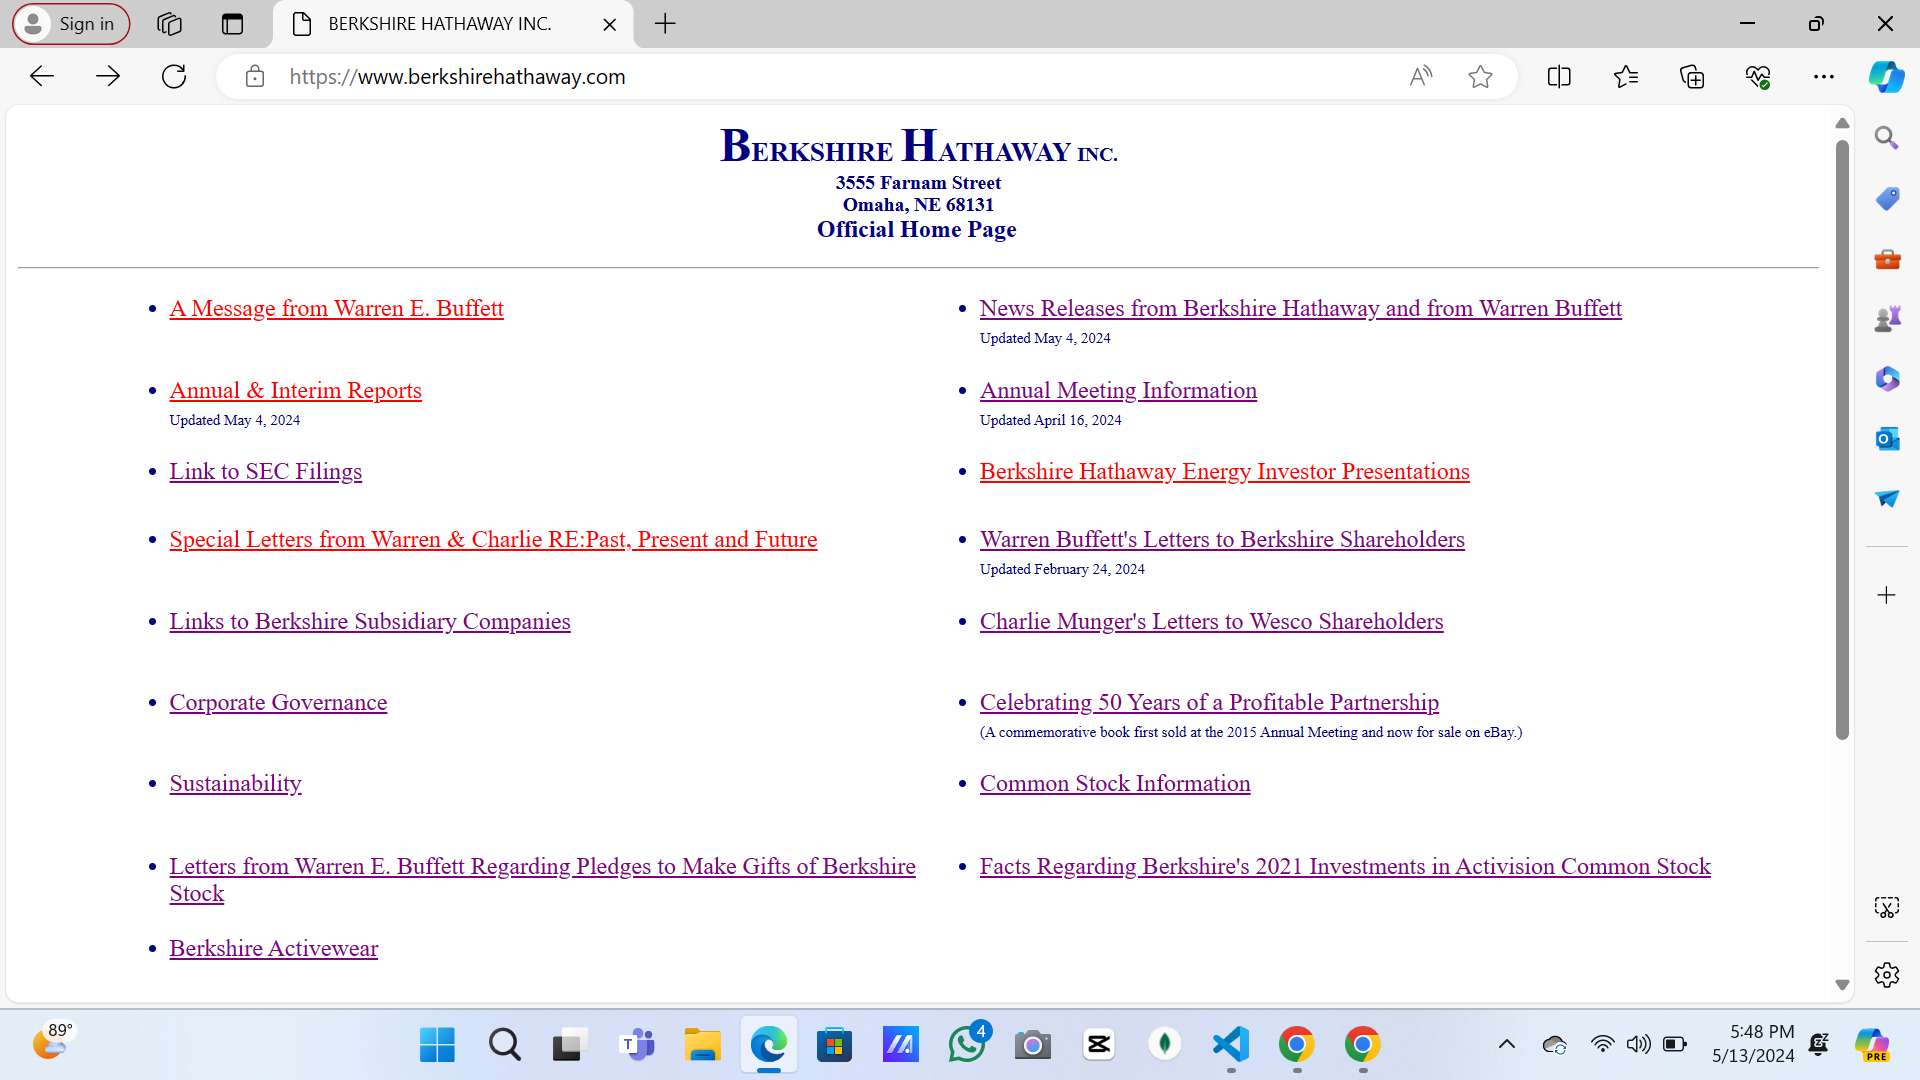 Sign in
BERKSHIRE HATHAWAY INC.
https://www.berkshirehathaway.com
BERKSHIRE HATHAWAY INC.
3555 Farnam Street
Omaha, NE 68131
Official Home Page
A Message from Warren E. Buffett
News Releases from Berkshire Hathaway and from Warren Buffett
Updated May 4, 2024
Annual & Interim Reports
Updated May 4, 2024
Annual Meeting Information
Updated April 16, 2024
Link to SEC Filings
Berkshire Hathaway Energy Investor Presentations
Special Letters from Warren & Charlie RE:Past, Present and Future
Warren Buffett's Letters to Berkshire Shareholders
Updated February 24, 2024
Links to Berkshire Subsidiary Companies
Charlie Munger's Letters to Wesco Shareholders
Corporate Governance
Celebrating 50 Years of a Profitable Partnership
(A commemorative book first sold at the 2015 Annual Meeting and now for sale on eBay.)
Sustainability
Common Stock Information
Letters from Warren E. Buffett Regarding Pledges to Make Gifts of Berkshire
Stock
Facts Regarding Berkshire's 2021 Investments in Activision Common Stock
Berkshire Activewear
89°
4
5:48 PM
5/13/2024
PRE